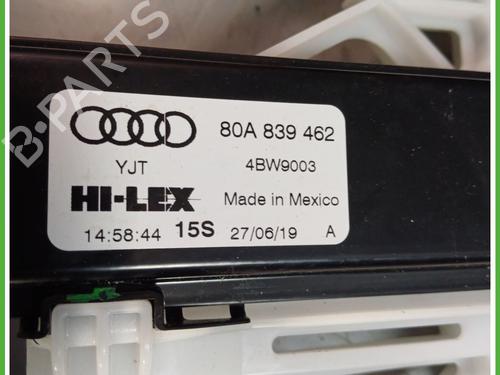 B-PARTS
80A 839 462
YJT 4BW9003
HI-LEX Made in Mexico
14:58:44 15S 27/06/19 A